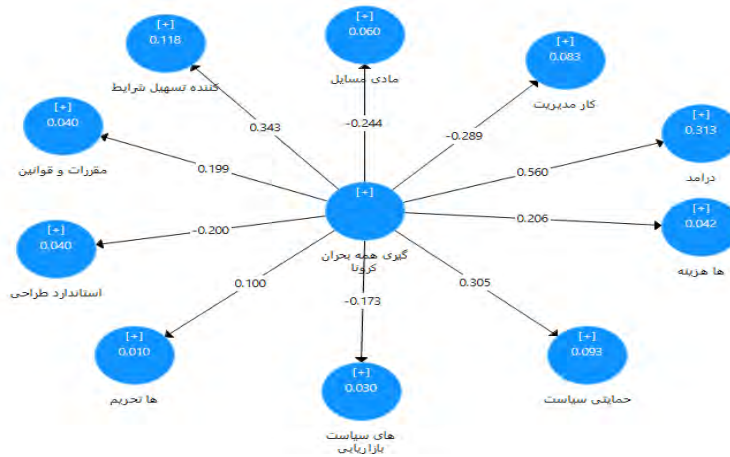 [+]
0.118
کننده تسهیل شرایط
[+]
0.060
مادی مسایل
[+]
0.083
کار مدیریت
[+]
0.040
مقررات و قوانین
[+]
0.313
درامد
0.343
-0.244
-0.289
0.199
0.560
[+]
گیری همه بحران
کرونا
0.206
[+]
0.042
ها هزینه
-0.200
[+]
0.040
استاندارد طراحی
0.100
-0.173
0.305
[+]
0.010
ها تحریم
[+]
0.030
های سیاست
بازاریابی
[+]
0.093
حمایتی سیاست